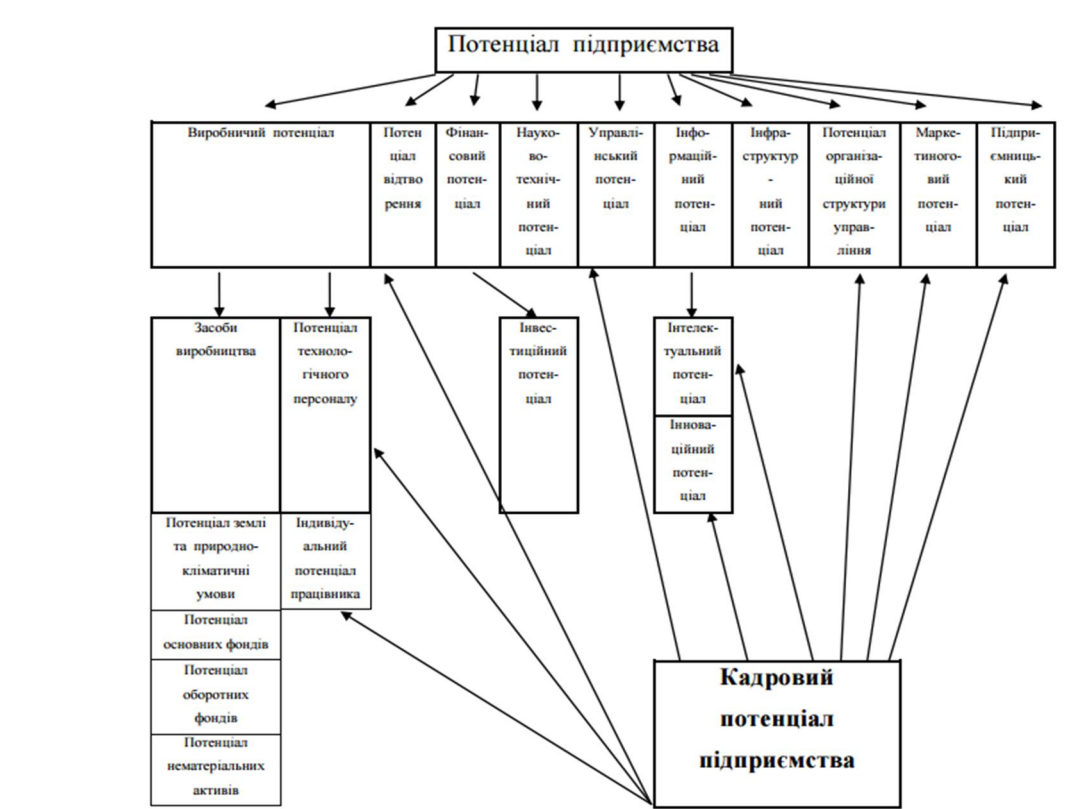 Потенціал підприємства
Виробничий потенціал
Потен
ціал
відтво
рення
Фінан-
совий
потен-
ціал
Науко-
во-
техніч-
ний
потен-
ціал
Управлі-
нський
потен-
ціал
Інфо-
рмацій-
ний
потен-
ціал
Інфра-
структур
-
ний
потен-
ціал
Потенціал
організа-
ційної
структури
управ-
ління
Марке-
тиного-
вий
потен-
ціал
Підпри-
ємниць-
кий
потен-
ціал
Засоби
виробництва
Потенціал
техноло-
гічного
персоналу
Інвес-
тиційний
потен-
ціал
Інтелек-
туальний
потен-
ціал
Іннова-
ційний
потен-
ціал
Потенціал землі
та природно-
кліматичні
умови
Індивіду-
альний
потенціал
працівника
Потенціал
основних фондів
Потенціал
оборотних
фондів
Потенціал
нематеріальних
активів
Кадровий
потенціал
підприємства